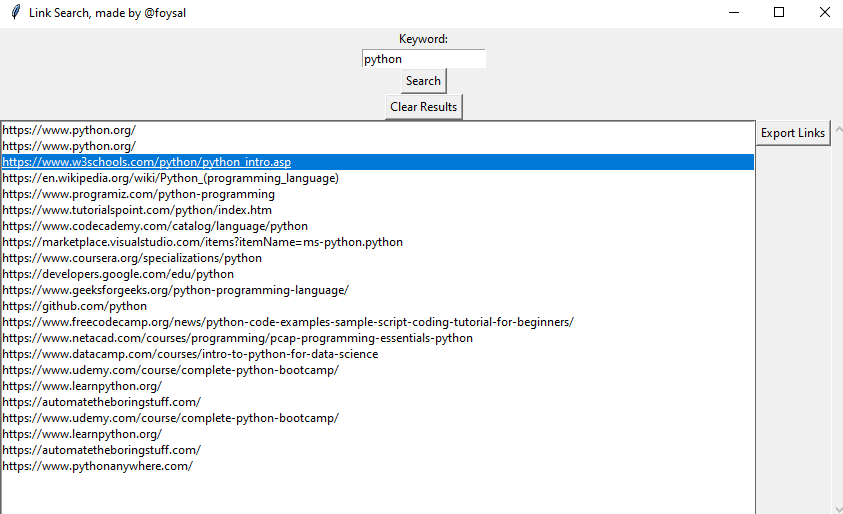 Link Search, made by @foysal
Keyword:
python
Search
Clear Results
https://www.python.org/
Export Links
https://www.python.org/
https://www.w3schools.com/python/python_intro.asp
https://en.wikipedia.org/wiki/Python_(programming_language)
https://www.programiz.com/python-programming
https://www.tutorialspoint.com/python/index.htm
https://www.codecademy.com/catalog/language/python
https://marketplace.visualstudio.com/items?itemName=ms-python.python
https://www.coursera.org/specializations/python
https://developers.google.com/edu/python
https://www.geeksforgeeks.org/python-programming-language/
https://github.com/python
https://www.freecodecamp.org/news/python-code-examples-sample-script-coding-tutorial-for-beginners/
https://www.netacad.com/courses/programming/pcap-programming-essentials-python
https://www.datacamp.com/courses/intro-to-python-for-data-science
https://www.udemy.com/course/complete-python-bootcamp/
https://www.learnpython.org/
https://automatetheboringstuff.com/
https://www.udemy.com/course/complete-python-bootcamp/
https://www.learnpython.org/
https://automatetheboringstuff.com/
https://www.pythonanywhere.com/